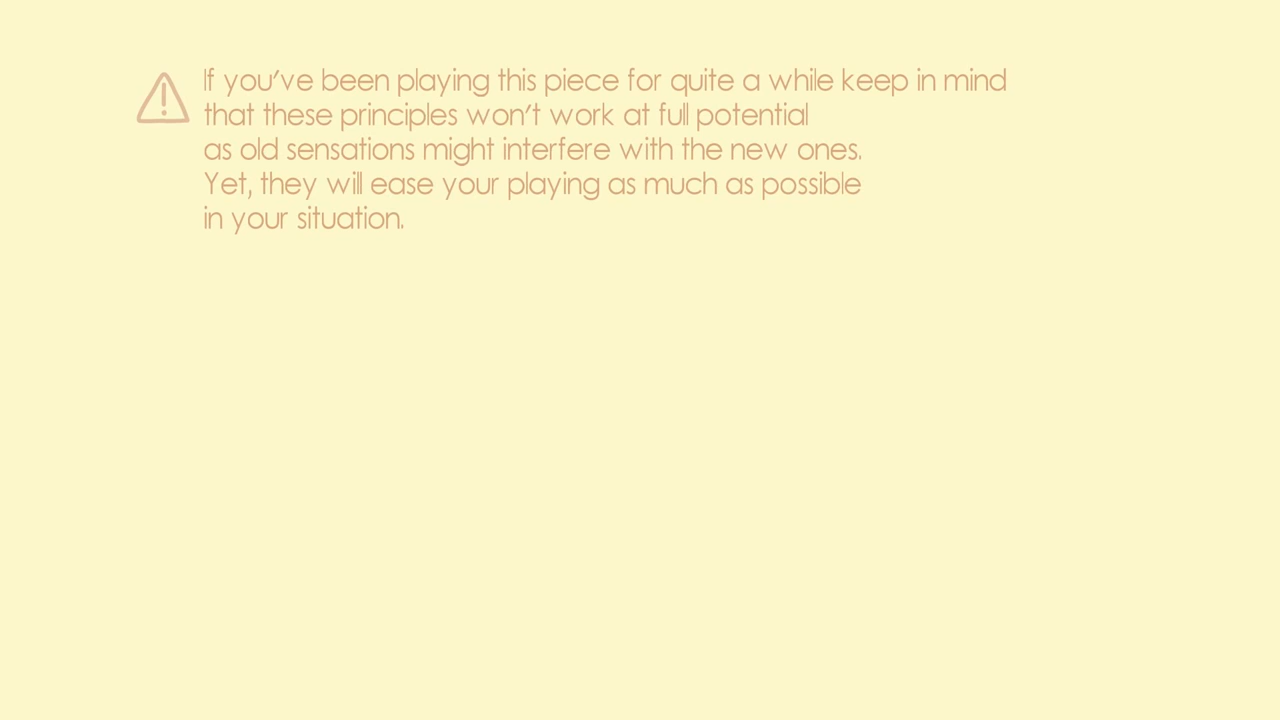 If you've been playing this piece for quite a while keep in mind
that these principles won't work at full potential
as old sensations might interfere with the new ones.
Yet, they will ease your playing as much as possible
in your situation.